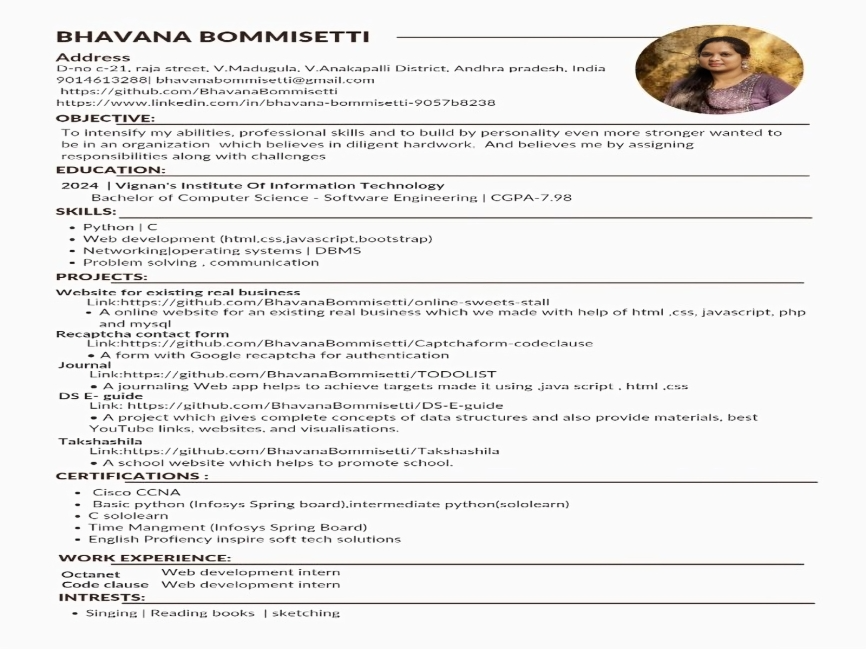 BHAVANA BOMMISETTI
Address
D-no c-21, raja street, V.Madugula, V.Anakapalli District, Andhra pradesh, India
9014613288| bhavanabommisetti@gmail.com
https://github.com/BhavanaBommisetti
https://www.linkedin.com/in/bhavana-bommisetti-9057b8238
OBJECTIVE:
To intensify my abilities, professional skills and to build by personality even more stronger wanted to
be in an organization which believes in diligent hardwork. And believes me by assigning
responsibilities along with challenges
EDUCATION:
2024 | Vignan's Institute Of Information Technology
Bachelor of Computer Science - Software Engineering | CGPA-7.98
SKILLS:
• Python | C
• Web development (html,css,javascript,bootstrap)
• Networking|operating systems | DBMS
• Problem solving , communication
PROJECTS:
Website for existing real business
Link:https://github.com/BhavanaBommisetti/online-sweets-stall
• A online website for an existing real business which we made with help of html ,css, javascript, php
and mysql
Recaptcha contact form
Link:https://github.com/BhavanaBommisetti/Captchaform-codeclause
• A form with Google recaptcha for authentication
Journal
Link:https://github.com/BhavanaBommisetti/TODOLIST
• A journaling Web app helps to achieve targets made it using ,java script , html ,css
DS E- guide
Link: https://github.com/BhavanaBommisetti/DS-E-guide
• A project which gives complete concepts of data structures and also provide materials, best
YouTube links, websites, and visualisations.
Takshashila
Link:https://github.com/BhavanaBommisetti/Takshashila
• A school website which helps to promote school.
CERTIFICATIONS :
• Cisco CCNA
• Basic python (Infosys Spring board),intermediate python(sololearn)
• C sololearn
• Time Mangment (Infosys Spring Board)
• English Profiency inspire soft tech solutions
WORK EXPERIENCE:
Octanet Web development intern
Code clause Web development intern
INTRESTS:
• Singing | Reading books | sketching